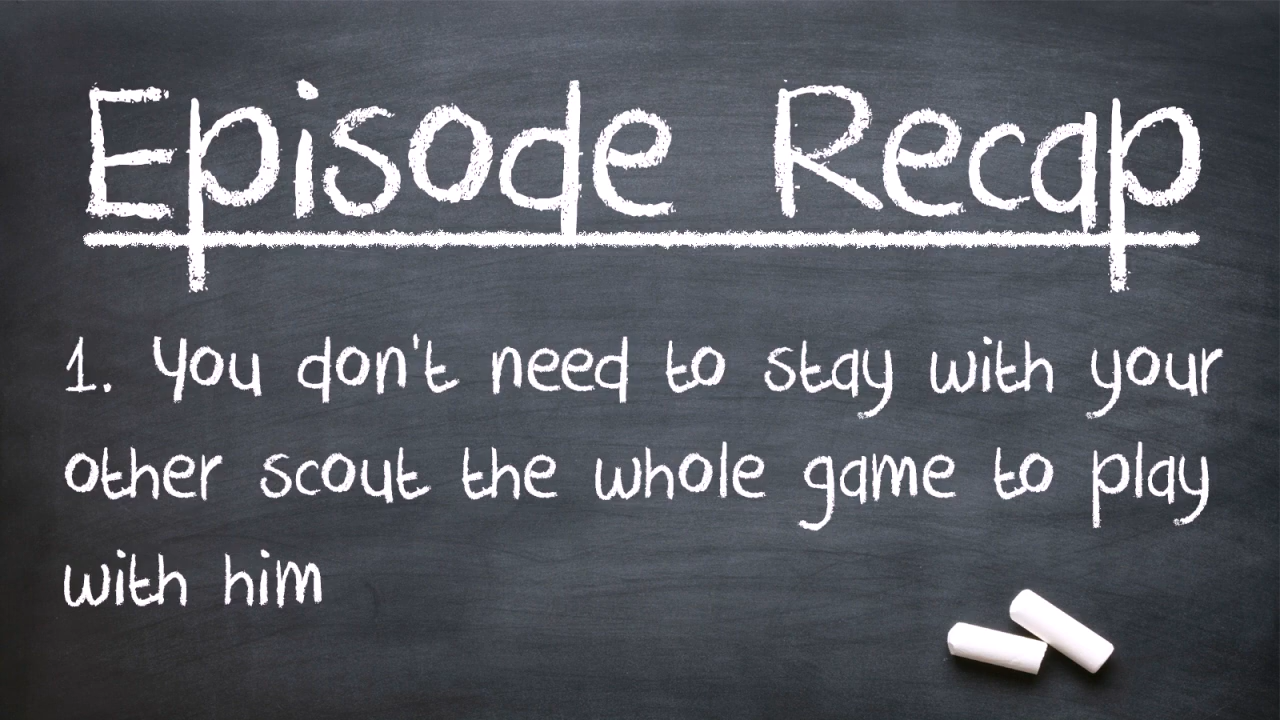 Episode Recap
1. You don't need to stay with your
other scout the whole game to play
with him